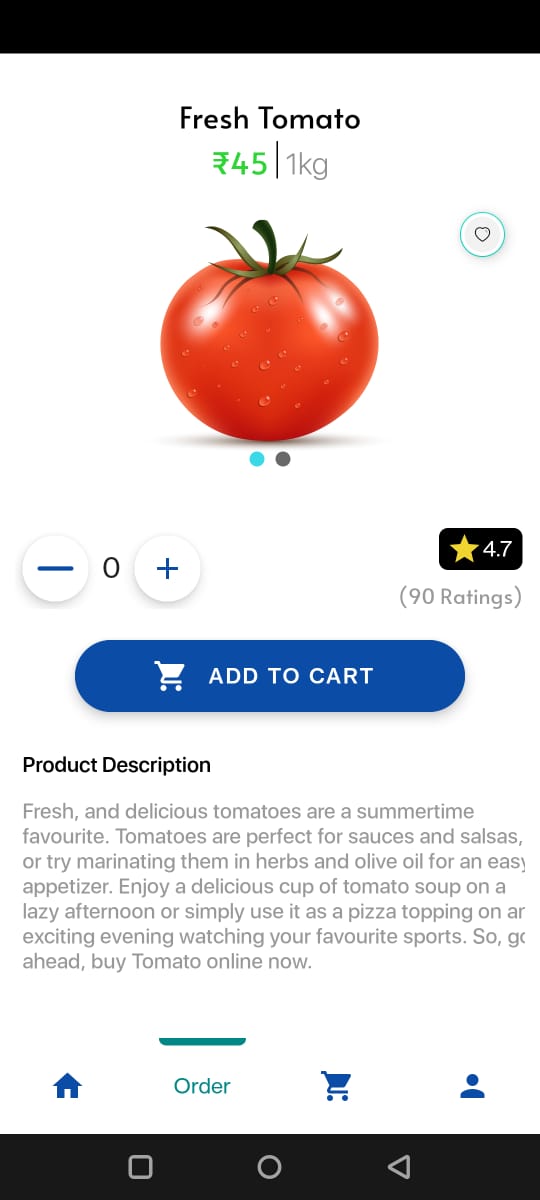 Fresh Tomato
₹45 1kg
0
4.7
(90 Ratings)
ADD TO CART
Product Description
Fresh, and delicious tomatoes are a summertime
favourite. Tomatoes are perfect for sauces and salsas,
or try marinating them in herbs and olive oil for an easy
appetizer. Enjoy a delicious cup of tomato soup on a
lazy afternoon or simply use it as a pizza topping on an
exciting evening watching your favourite sports. So, go
ahead, buy Tomato online now.
Order